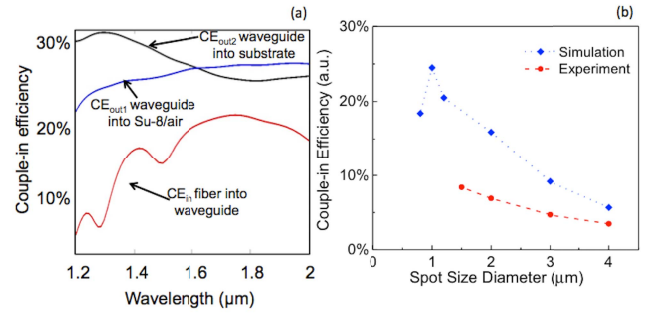 (a)
Couple-in efficiency
30%
20%
10%
CEout2 waveguide
into substrate
CEout1 waveguide
into Su-8/air
CEin fiber into
waveguide
1.2
1.4
1.6
1.8
2
Wavelength (µm)
(b)
Couple-in Efficiency (a.u.)
30%
20%
10%
0%
Simulation
Experiment
0
1
2
3
4
Spot Size Diameter (µm)